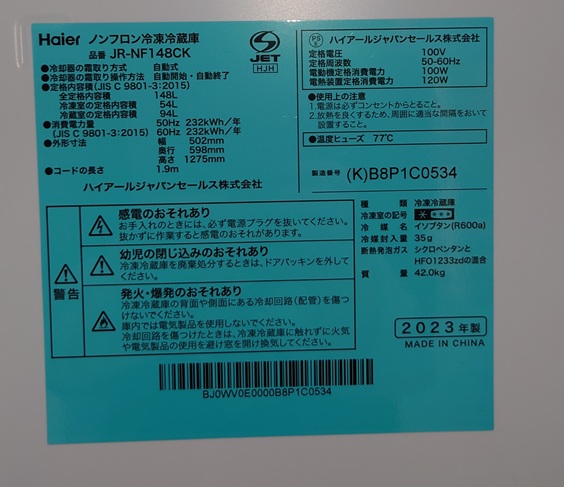 Haier ノンフロン冷凍冷蔵庫
品番 JR-NF148CK
●冷却器の霜取り方式 自動式
●冷却器の霜取り操作方法 自動開始・自動終了
●定格内容積(JIS C 9801-3:2015)
全定格内容積 148L
冷凍室の定格内容積 54L
冷蔵室の定格内容積 94L
●消費電力量 50Hz 232kWh/年
(JIS C 9801-3:2015) 60Hz 232kWh/年
●外形寸法 幅 502mm
奥行 598mm
高さ 1275mm
●コードの長さ 1.9m
ハイアールジャパンセールス株式会社
JET
HJH
PS
E
ハイアールジャパンセールス株式会社
定格電圧 100V
定格周波数 50-60Hz
電動機定格消費電力 100W
電熱装置定格消費電力 120W
●使用上の注意
1.電源は必ずコンセントからとること。
2.放熱を良くするため、周囲に適当な間隔をおいて
設置すること。
●温度ヒューズ 77℃
製造番号 (K)B8P1C0534
警告
感電のおそれあり
お手入れのときには、必ず電源プラグを抜いてください。
抜かずに作業すると感電のおそれがあります。
幼児の閉じ込めのおそれあり
冷凍冷蔵庫を廃棄処分するときは、ドアパッキンを外して
ください。
発火・爆発のおそれあり
冷凍冷蔵庫の背面や側面にある冷却回路(配管)を傷つ
けないでください。
庫内では電気製品を使用しないでください。
冷却回路を傷つけたときは、冷凍冷蔵庫に触れずに火気
や電気製品の使用を避け窓を開け換気してください。
種類 冷凍冷蔵庫
冷凍室の記号 ****
冷媒名 イソブタン(R600a)
冷媒封入量 35g
断熱発泡ガス シクロペンタンと
HFO1233zdの混合
質量 42.0kg
2023年製
MADE IN CHINA
BJ0WV0E0000B8P1C0534